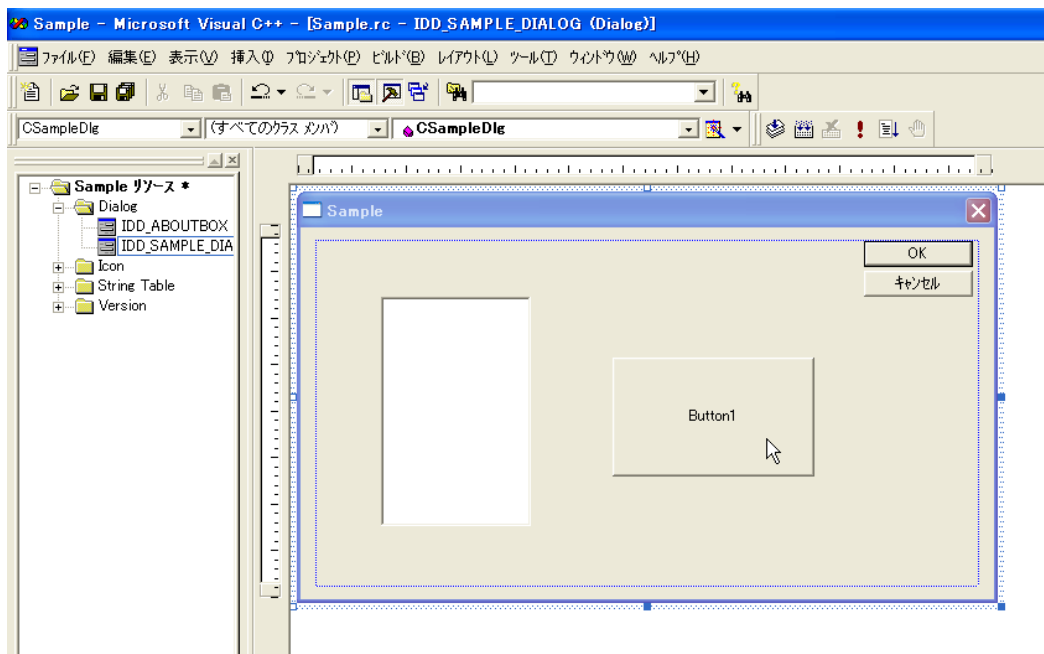 Sample - Microsoft Visual C++ - [Sample.rc - IDD_SAMPLE_DIALOG (Dialog)]
ファイル(F) 編集(E) 表示(V) 挿入(I) プロジェクト(P) ビルド(B) レイアウト(L) ツール(T) ウィンドウ(W) ヘルプ(H)
CSampleDlg (すべてのクラス メンバ) CSampleDlg
Sample リソース *
Dialog
IDD_ABOUTBOX
IDD_SAMPLE_DIA
Icon
String Table
Version
Sample
OK
キャンセル
Button1